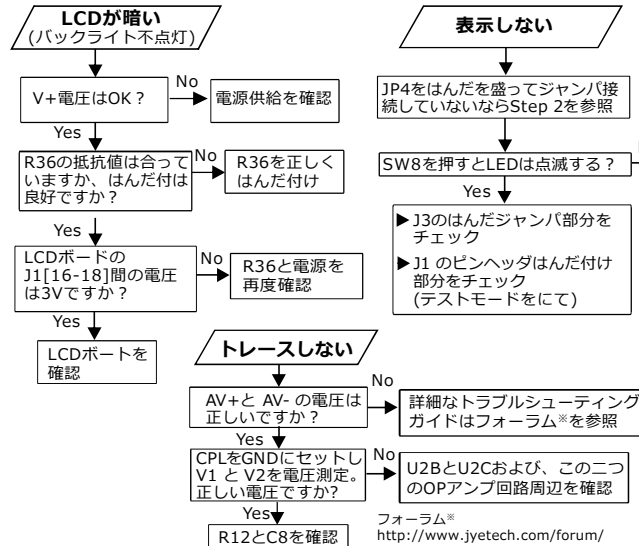 LCDが暗い
(バックライト不点灯)
V+電圧はOK？
No
電源供給を確認
Yes
R36の抵抗値は合って
いますか、はんだ付は
良好ですか？
No
R36を正しく
はんだ付け
Yes
LCDボードの
J1[16-18]間の電圧
は3Vですか？
No
R36と電源を
再度確認
Yes
LCDボートを
確認
表示しない
JP4をはんだを盛ってジャンパ接
続していないならStep 2を参照
SW8を押すとLEDは点滅する？
Yes
▶J3のはんだジャンパ部分を
チェック
▶J1 のピンヘッダはんだ付け
部分をチェック
(テストモードをにて)
トレースしない
AV+と AV- の電圧は
正しいですか？
No
詳細なトラブルシューティング
ガイドはフォーラム※を参照
Yes
CPLをGNDにセットし
V1 と V2を電圧測定。
正しい電圧ですか?
No
U2BとU2Cおよび、この二つ
のOPアンプ回路周辺を確認
Yes
R12とC8を確認
フォーラム※
http://www.jyetech.com/forum/